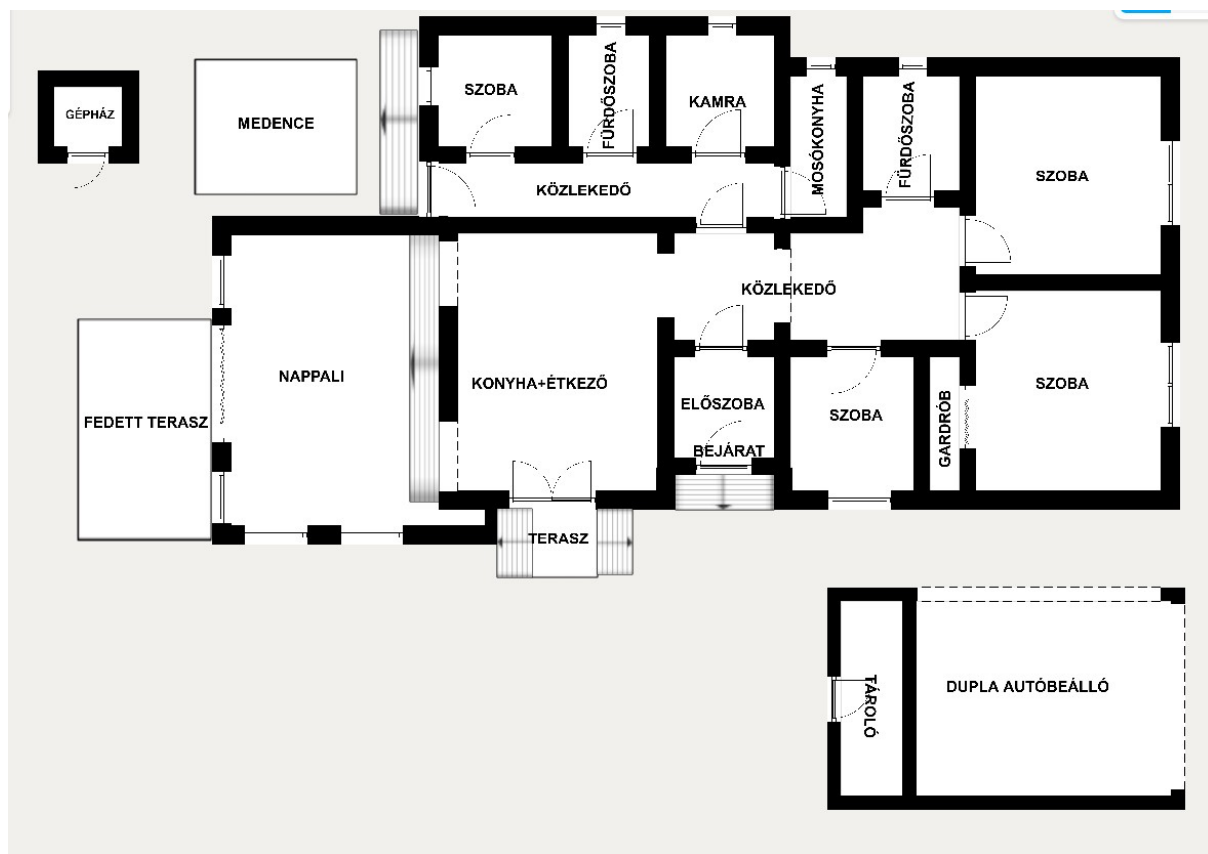 SZOBA
FÜRDŐSZOBA
KAMRA
MOSÓKONYHA
FÜRDŐSZOBA
GÉPHÁZ
MEDENCE
KÖZLEKEDŐ
SZOBA
KÖZLEKEDŐ
NAPPALI
KONYHA+ÉTKEZŐ
SZOBA
ELŐSZOBA
SZOBA
GARDRÓB
FEDETT TERASZ
BEJÁRAT
TERASZ
TÁROLÓ
DUPLA AUTÓBEÁLLÓ